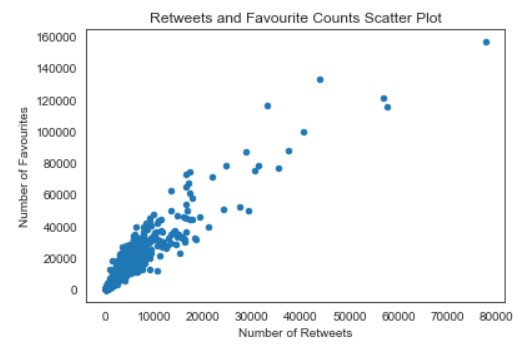 Retweets and Favourite Counts Scatter Plot
160000
140000
120000
100000
80000
60000
40000
20000
0
Number of Favourites
0 10000 20000 30000 40000 50000 60000 70000 80000
Number of Retweets